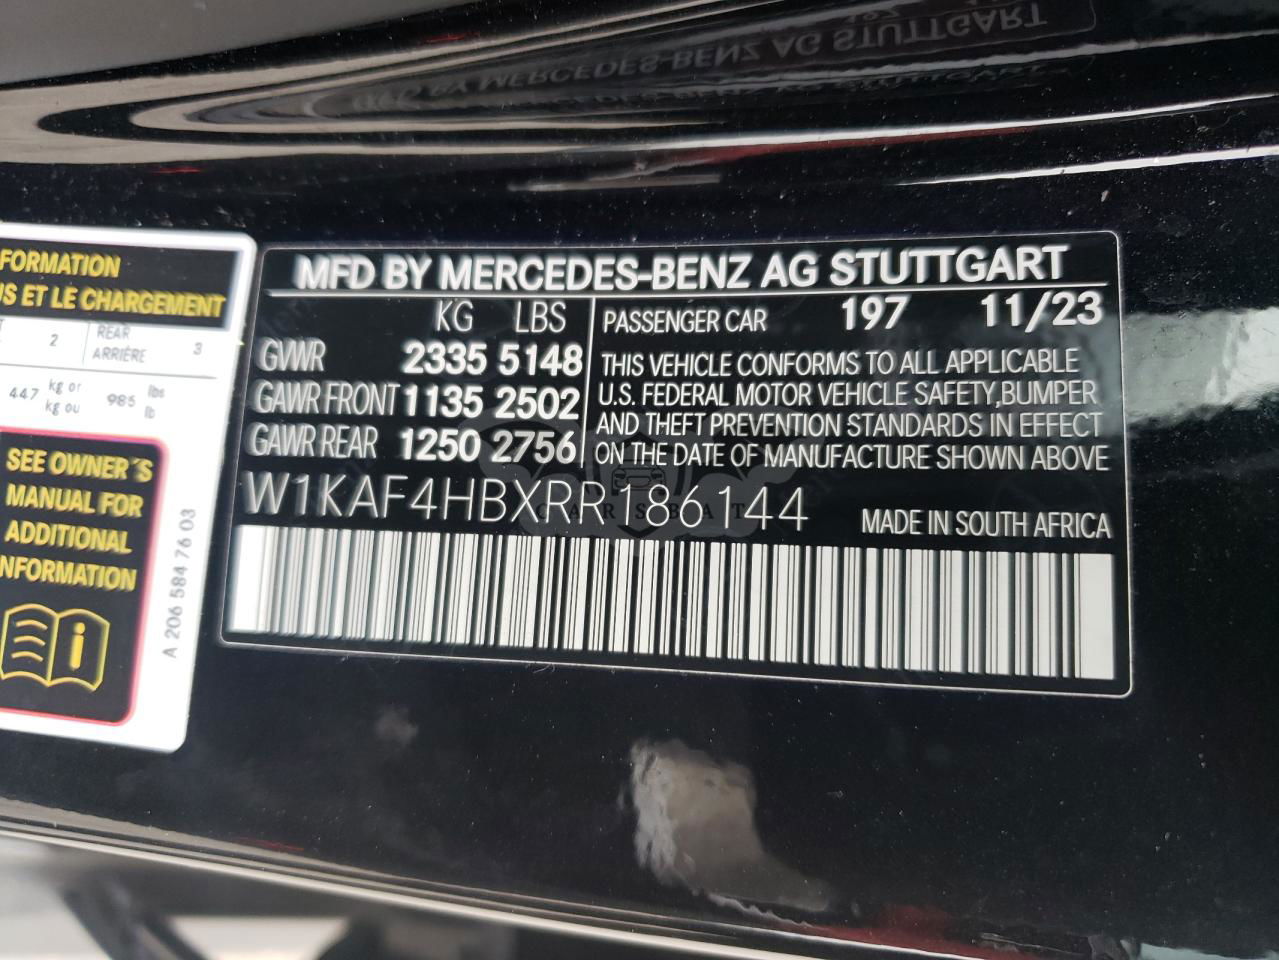 FORMATION
US ET LE CHARGEMENT
2 REAR ARRIÈRE 3
447 kg or kg ou 985 lbs lb
SEE OWNER´S
MANUAL FOR
ADDITIONAL
NFORMATION
A 206 584 76 03
MFD BY MERCEDES-BENZ AG STUTTGART
KG LBS
GVWR 2335 5148
GAWR FRONT 1135 2502
GAWR REAR 1250 2756
PASSENGER CAR 197 11/23
THIS VEHICLE CONFORMS TO ALL APPLICABLE
U.S. FEDERAL MOTOR VEHICLE SAFETY,BUMPER
AND THEFT PREVENTION STANDARDS IN EFFECT
ON THE DATE OF MANUFACTURE SHOWN ABOVE
W1KAF4HBXRR186144
MADE IN SOUTH AFRICA